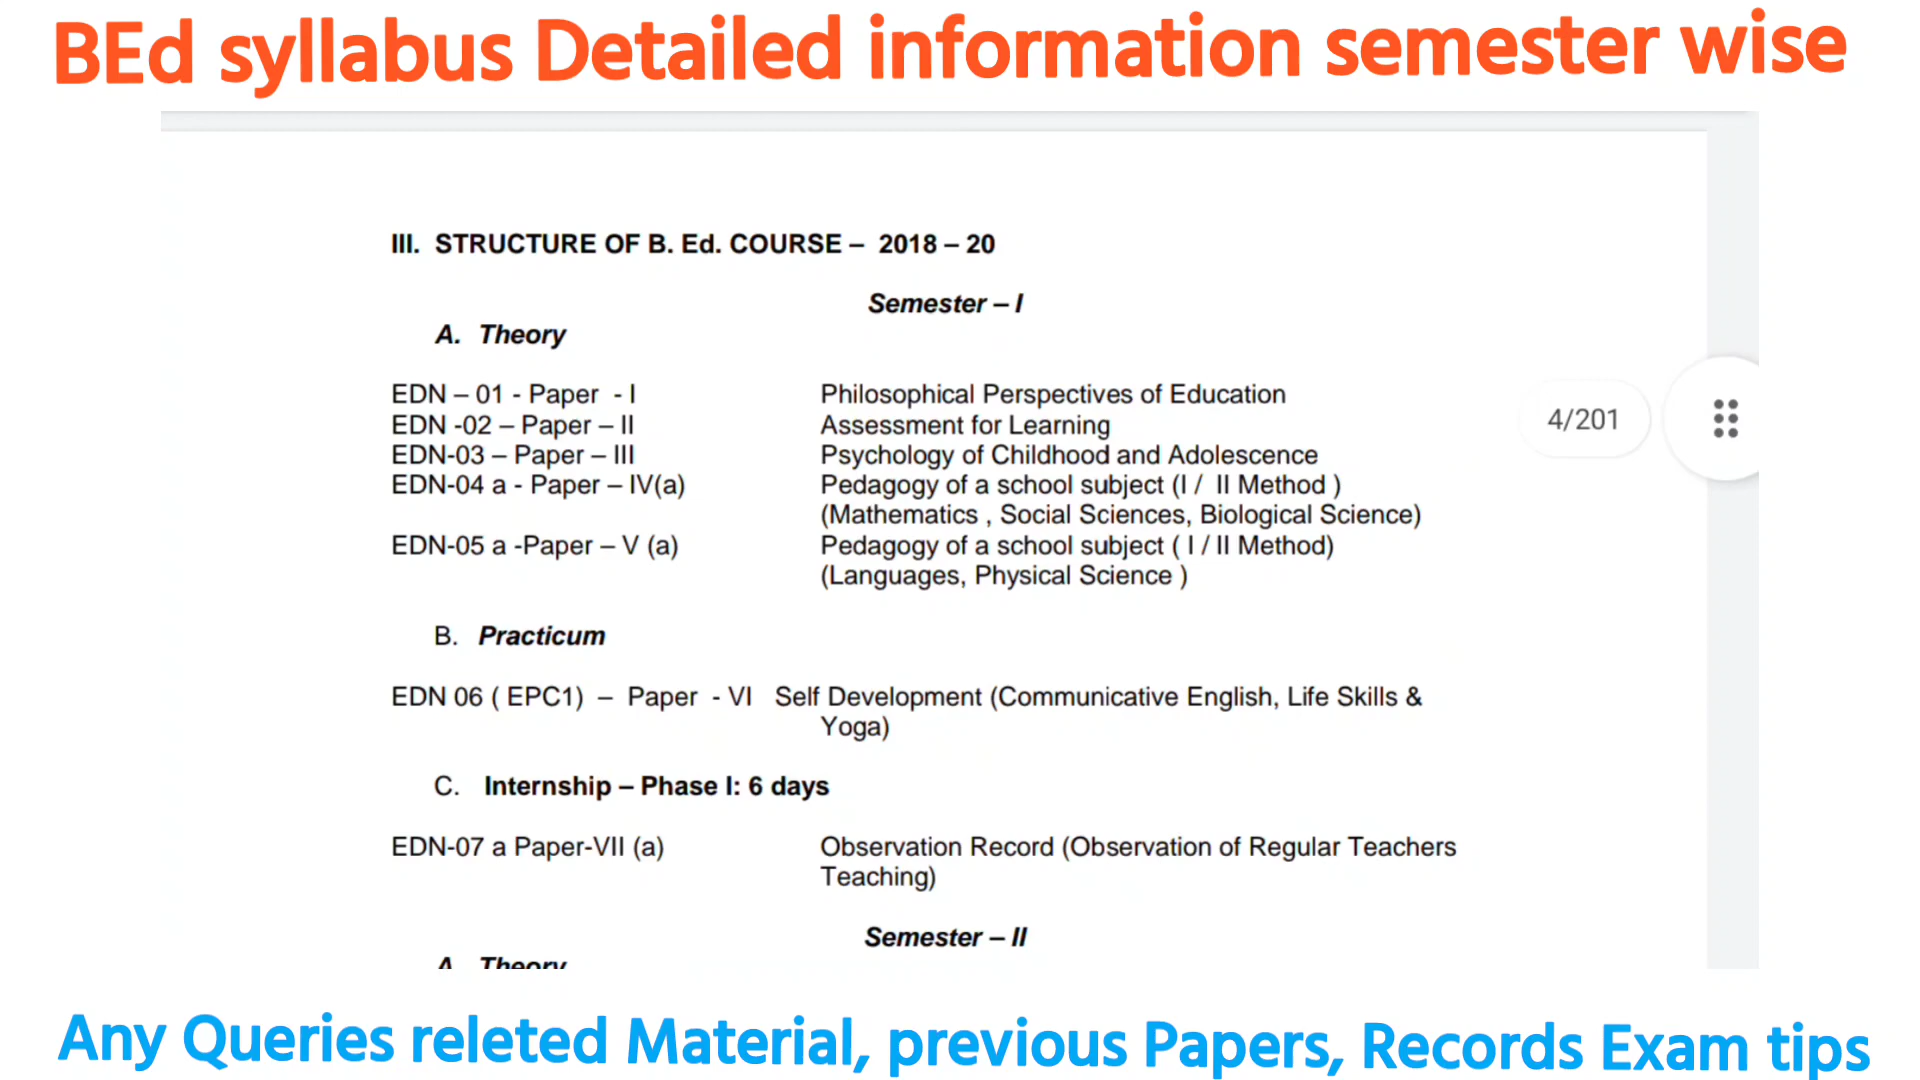 BEd syllabus Detailed information semester wise
III. STRUCTURE OF B. Ed. COURSE – 2018 – 20
Semester – I
A. Theory
EDN – 01 - Paper - I Philosophical Perspectives of Education
EDN -02 – Paper – II Assessment for Learning
4/201
EDN-03 – Paper – III Psychology of Childhood and Adolescence
EDN-04 a - Paper – IV(a) Pedagogy of a school subject (I / II Method )
(Mathematics , Social Sciences, Biological Science)
EDN-05 a -Paper – V (a) Pedagogy of a school subject ( I / II Method)
(Languages, Physical Science )
B. Practicum
EDN 06 ( EPC1) – Paper - VI Self Development (Communicative English, Life Skills &
Yoga)
C. Internship – Phase I: 6 days
EDN-07 a Paper-VII (a) Observation Record (Observation of Regular Teachers
Teaching)
Semester – II
A. Theory
Any Queries releted Material, previous Papers, Records Exam tips